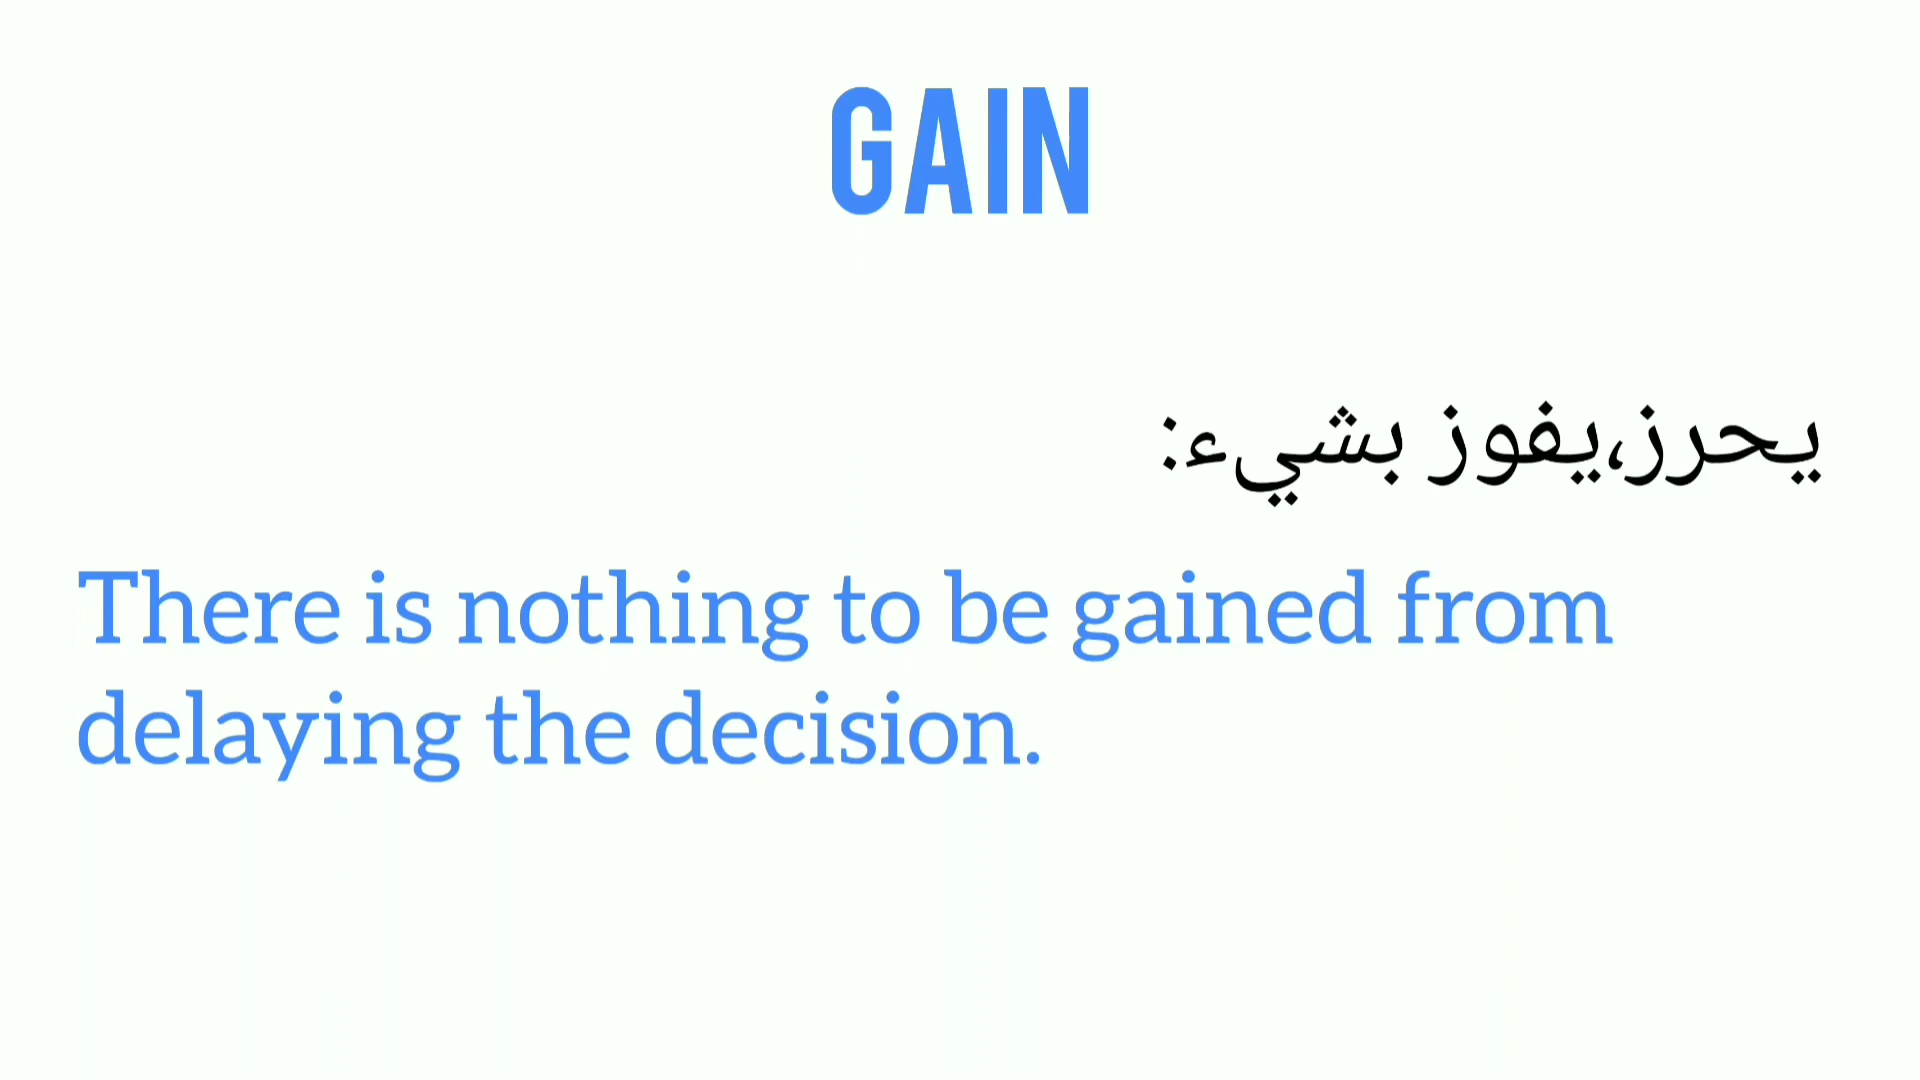 GAIN
يحرز،يفوز بشيء:
There is nothing to be gained from
delaying the decision.